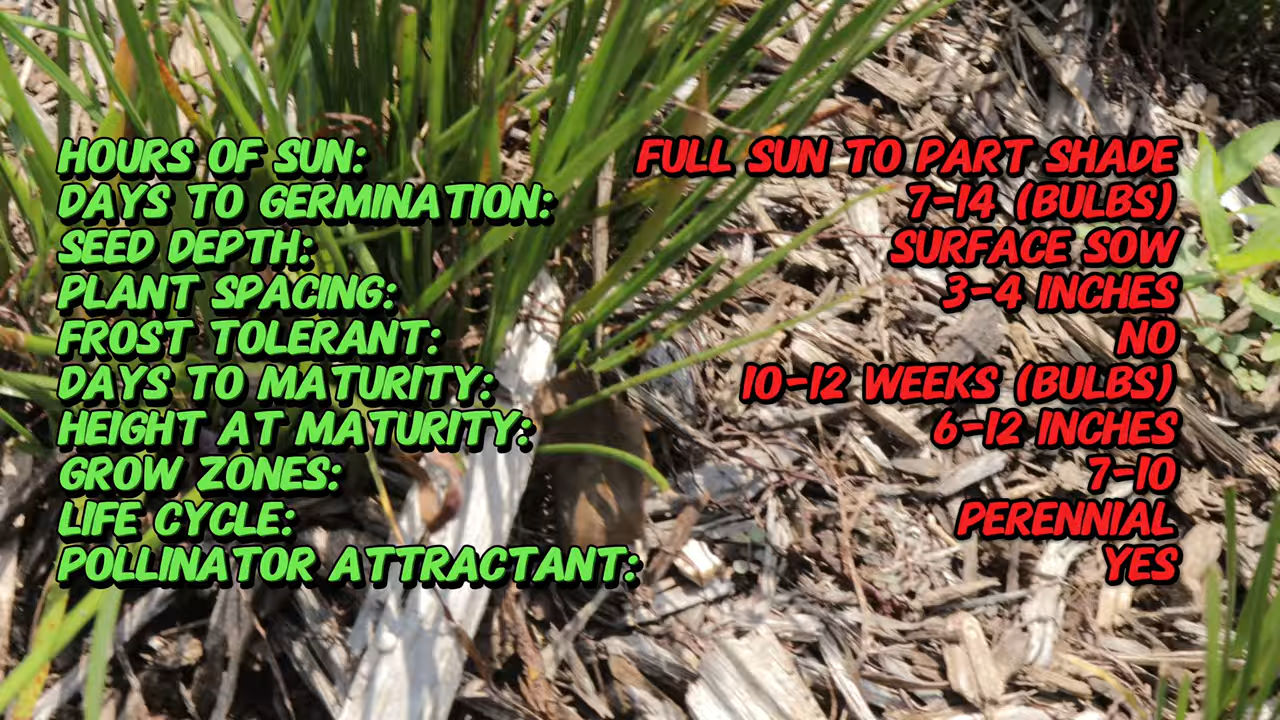 HOURS OF SUN: FULL SUN TO PART SHADE
DAYS TO GERMINATION: 7-14 (BULBS)
SEED DEPTH: SURFACE SOW
PLANT SPACING: 3-4 INCHES
FROST TOLERANT: NO
DAYS TO MATURITY: 10-12 WEEKS (BULBS)
HEIGHT AT MATURITY: 6-12 INCHES
GROW ZONES: 7-10
LIFE CYCLE: PERENNIAL
POLLINATOR ATTRACTANT: YES